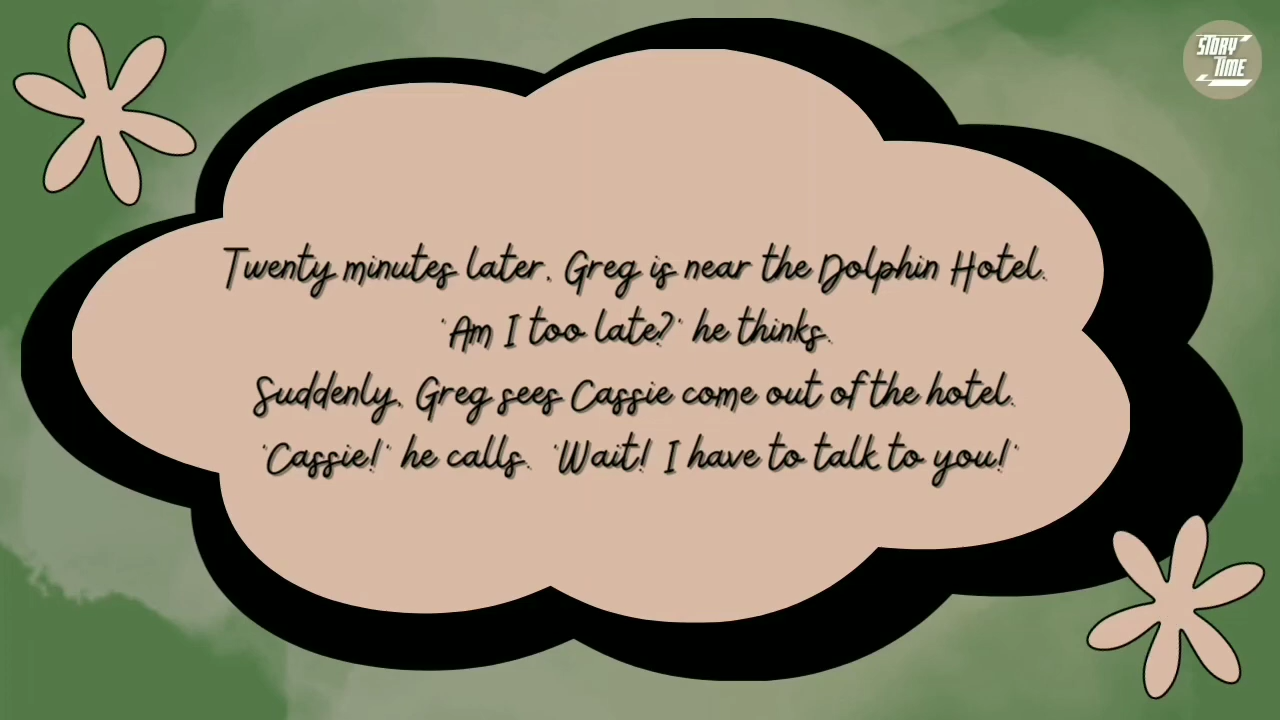 STORY
TIME
Twenty minutes later, Greg is near the Dolphin Hotel.
'Am I too late?' he thinks.
Suddenly, Greg sees Cassie come out of the hotel.
'Cassie!' he calls. 'Wait! I have to talk to you!'